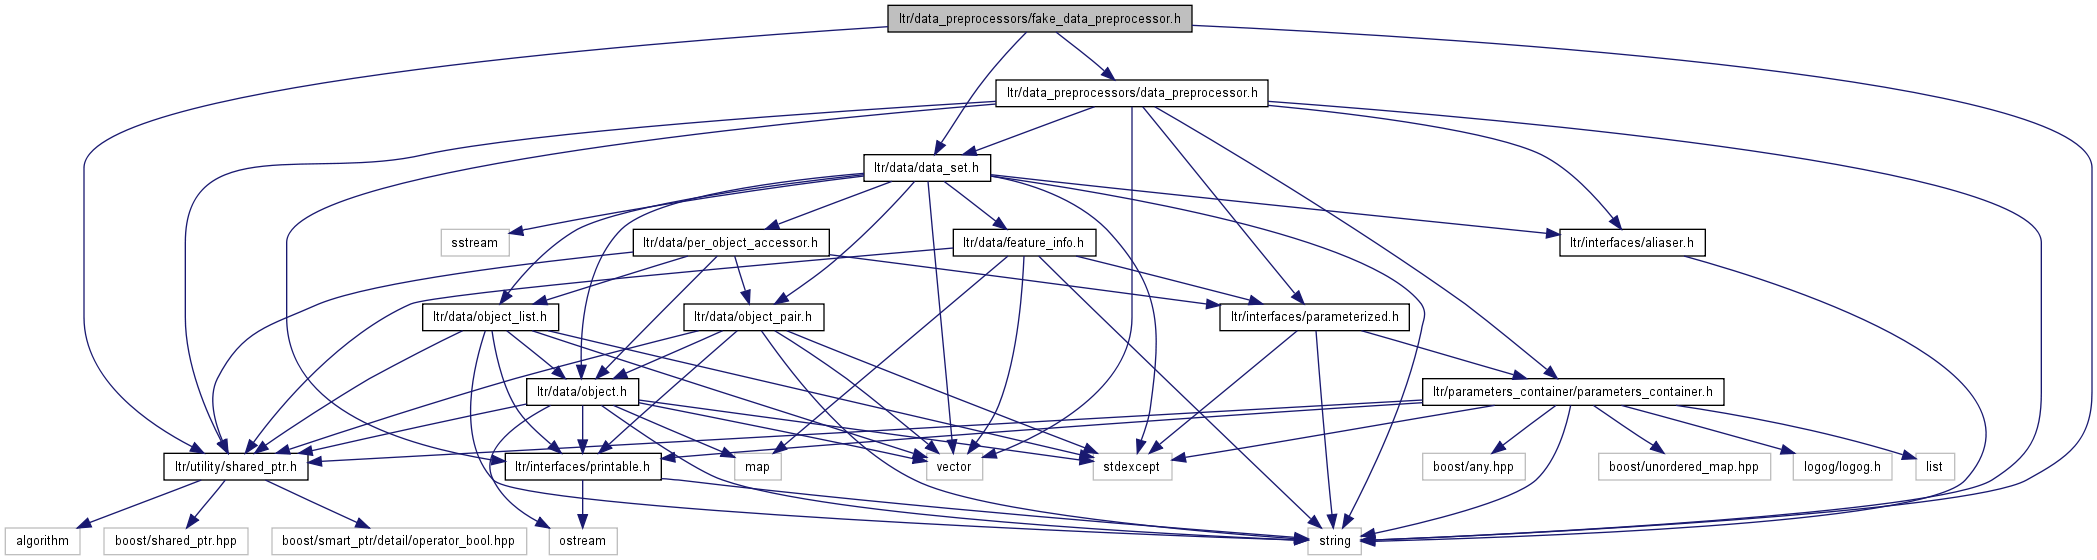 ltr/data_preprocessors/fake_data_preprocessor.h
ltr/data_preprocessors/data_preprocessor.h
ltr/data/data_set.h
sstream
ltr/data/per_object_accessor.h
ltr/data/feature_info.h
ltr/interfaces/aliaser.h
ltr/data/object_list.h
ltr/data/object_pair.h
ltr/interfaces/parameterized.h
ltr/data/object.h
ltr/parameters_container/parameters_container.h
ltr/utility/shared_ptr.h
ltr/interfaces/printable.h
map
vector
stdexcept
boost/any.hpp
boost/unordered_map.hpp
logog/logog.h
list
algorithm
boost/shared_ptr.hpp
boost/smart_ptr/detail/operator_bool.hpp
ostream
string